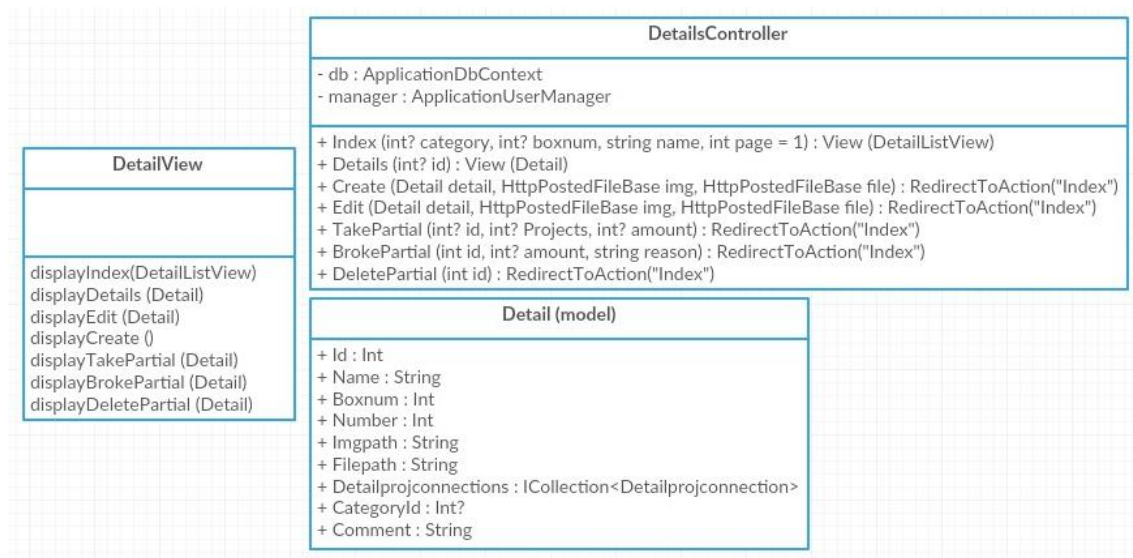 DetailView
displayIndex(DetailListView)
displayDetails (Detail)
displayEdit (Detail)
displayCreate ()
displayTakePartial (Detail)
displayBrokePartial (Detail)
displayDeletePartial (Detail)
DetailsController
- db : ApplicationDbContext
- manager : ApplicationUserManager
+ Index (int? category, int? boxnum, string name, int page = 1) : View (DetailListView)
+ Details (int? id) : View (Detail)
+ Create (Detail detail, HttpPostedFileBase img, HttpPostedFileBase file) : RedirectToAction("Index")
+ Edit (Detail detail, HttpPostedFileBase img, HttpPostedFileBase file) : RedirectToAction("Index")
+ TakePartial (int? id, int? Projects, int? amount) : RedirectToAction("Index")
+ BrokePartial (int id, int? amount, string reason) : RedirectToAction("Index")
+ DeletePartial (int id) : RedirectToAction("Index")
Detail (model)
+ Id : Int
+ Name : String
+ Boxnum : Int
+ Number : Int
+ Imgpath : String
+ Filepath : String
+ Detailprojconnections : ICollection<Detailprojconnection>
+ CategoryId : Int?
+ Comment : String